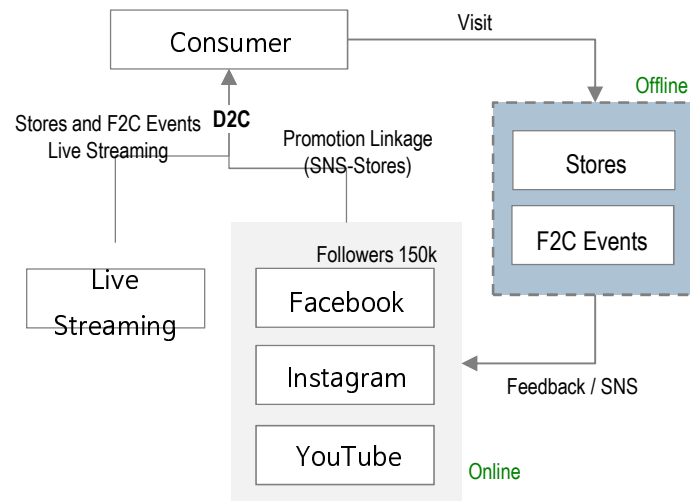 Consumer
Visit
Offline
Stores and F2C Events
Live Streaming
D2C
Promotion Linkage
(SNS-Stores)
Stores
F2C Events
Followers 150k
Live
Streaming
Facebook
Instagram
Feedback / SNS
YouTube
Online